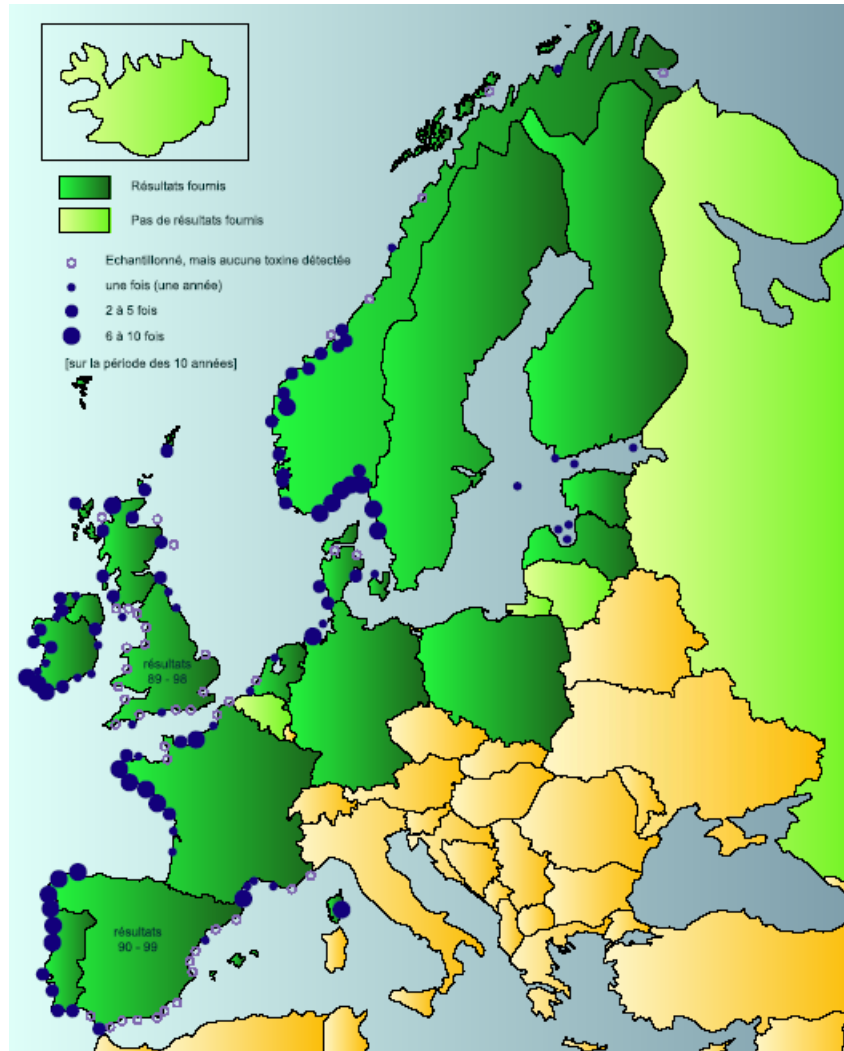 Résultats fournis
Pas de résultats fournis
Echantillonné, mais aucune toxine détectée
une fois (une année)
2 à 5 fois
6 à 10 fois
[sur la période des 10 années]
résultats
89 - 98
résultats
90 - 99